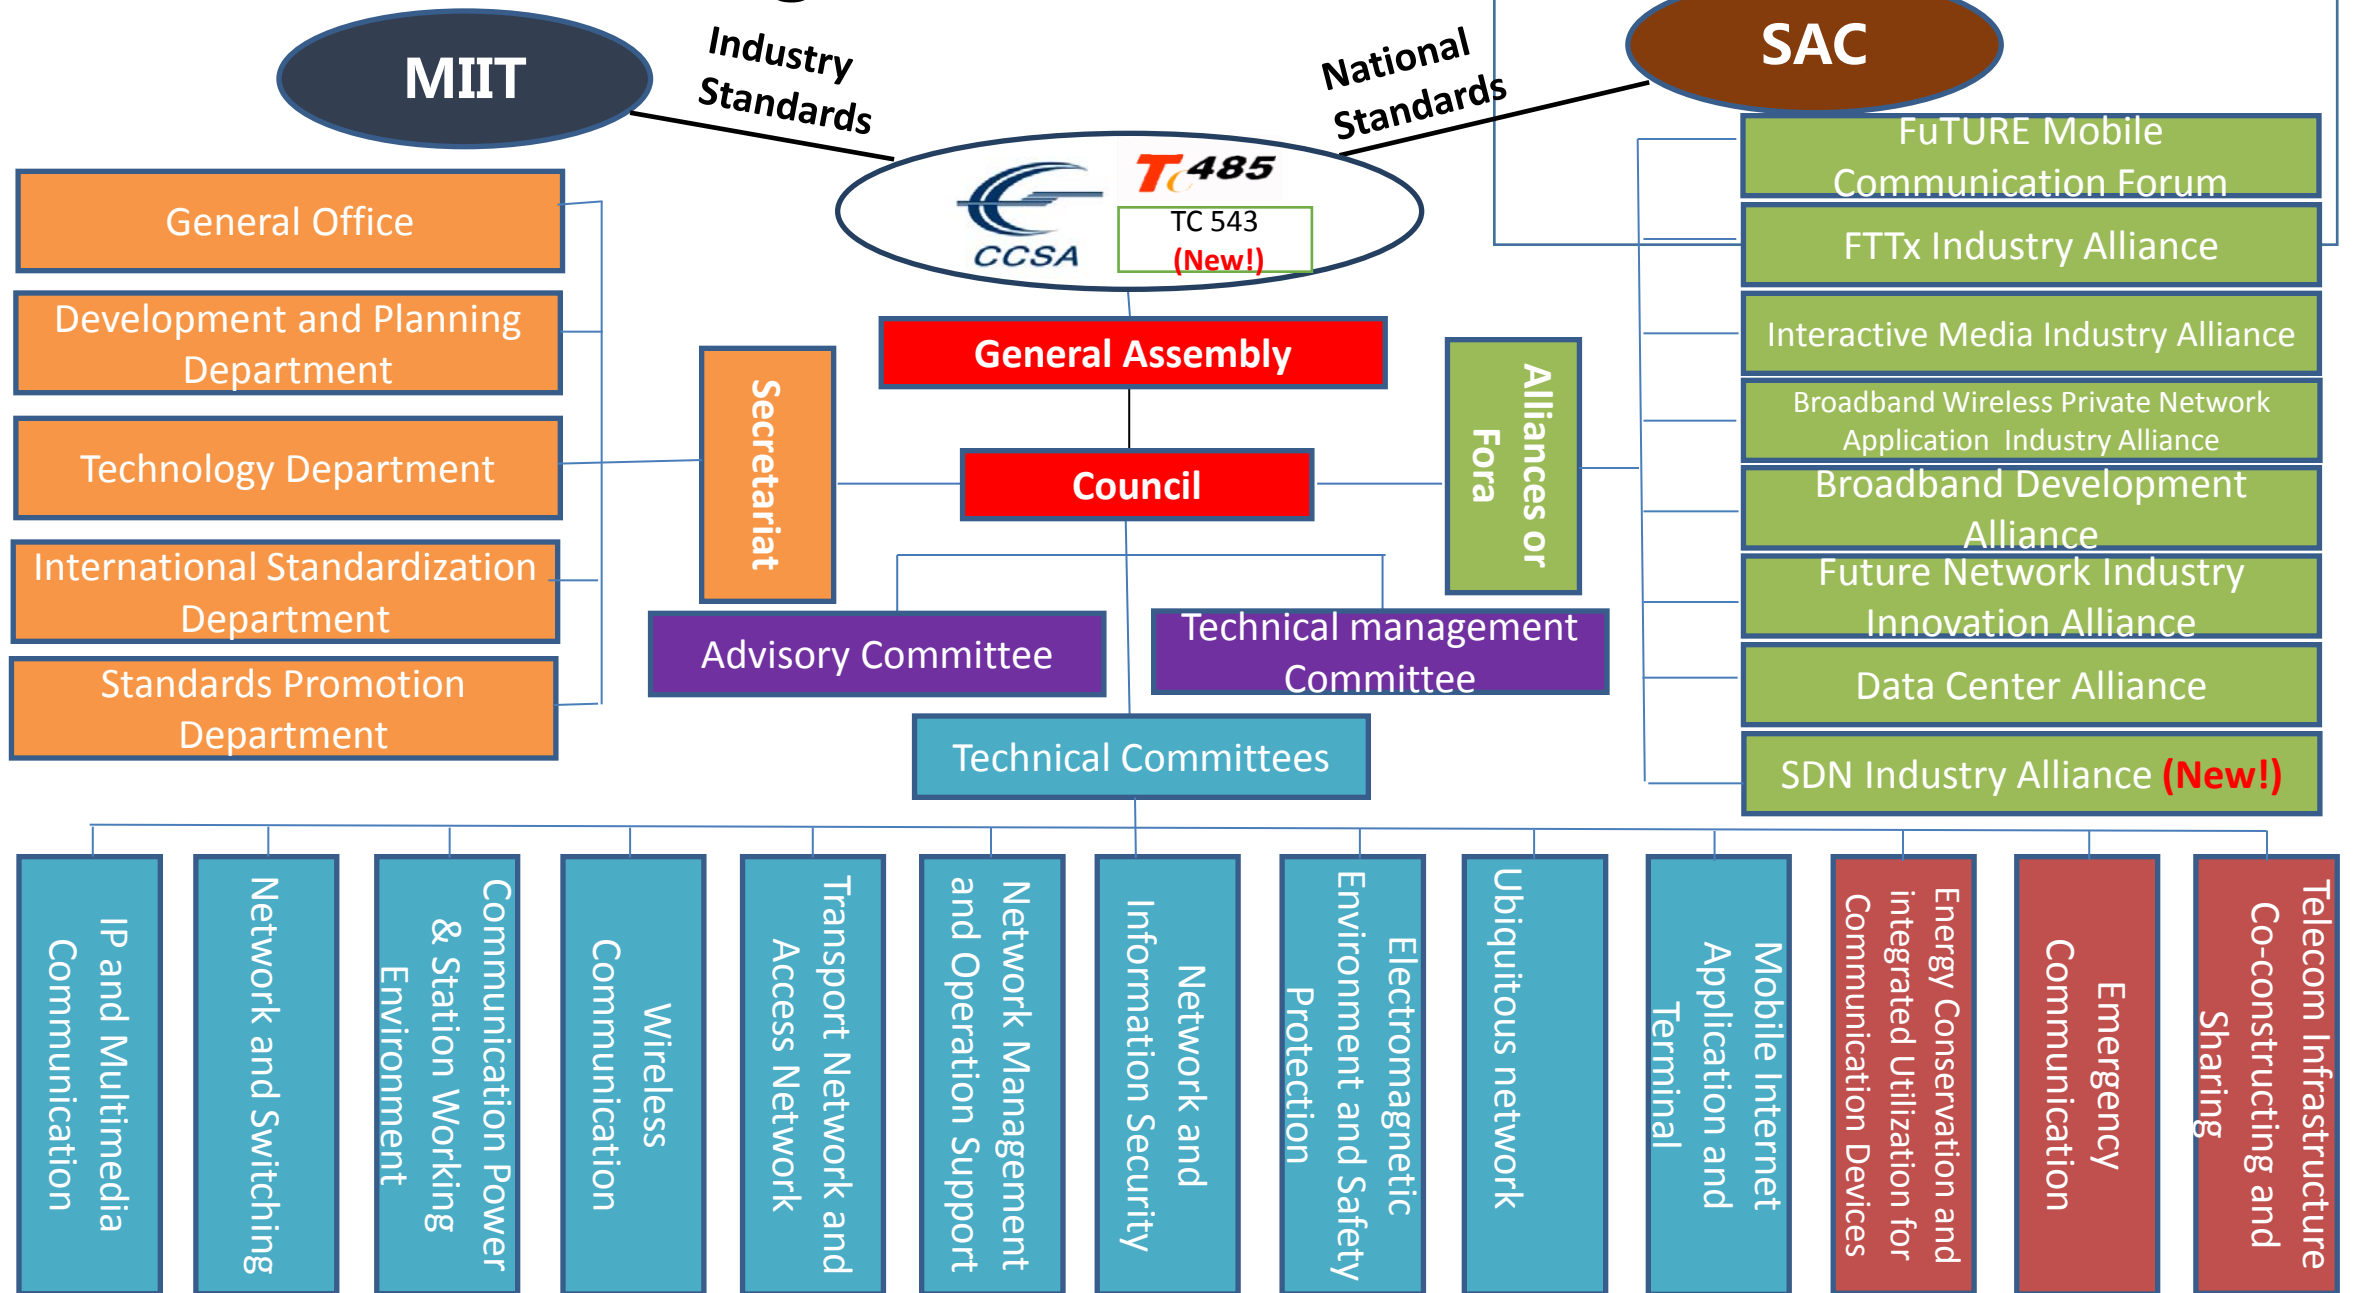 MIIT
Industry
Standards
National
Standards
SAC
CCSA
TC485
TC 543
(New!)
General Office
Development and Planning
Department
Technology Department
International Standardization
Department
Standards Promotion
Department
Secretariat
General Assembly
Council
Advisory Committee
Technical management
Committee
Technical Committees
Alliances or
Fora
FuTURE Mobile
Communication Forum
FTTx Industry Alliance
Interactive Media Industry Alliance
Broadband Wireless Private Network
Application Industry Alliance
Broadband Development
Alliance
Future Network Industry
Innovation Alliance
Data Center Alliance
SDN Industry Alliance (New!)
IP and Multimedia
Communication
Network and Switching
Communication Power
& Station Working
Environment
Wireless
Communication
Transport Network and
Access Network
Network Management
and Operation Support
Network and
Information Security
Electromagnetic
Environment and Safety
Protection
Ubiquitous network
Mobile Internet
Application and
Terminal
Energy Conservation and
integrated Utilization for
Communication Devices
Emergency
Communication
Telecom Infrastructure
Co-constructing and
Sharing